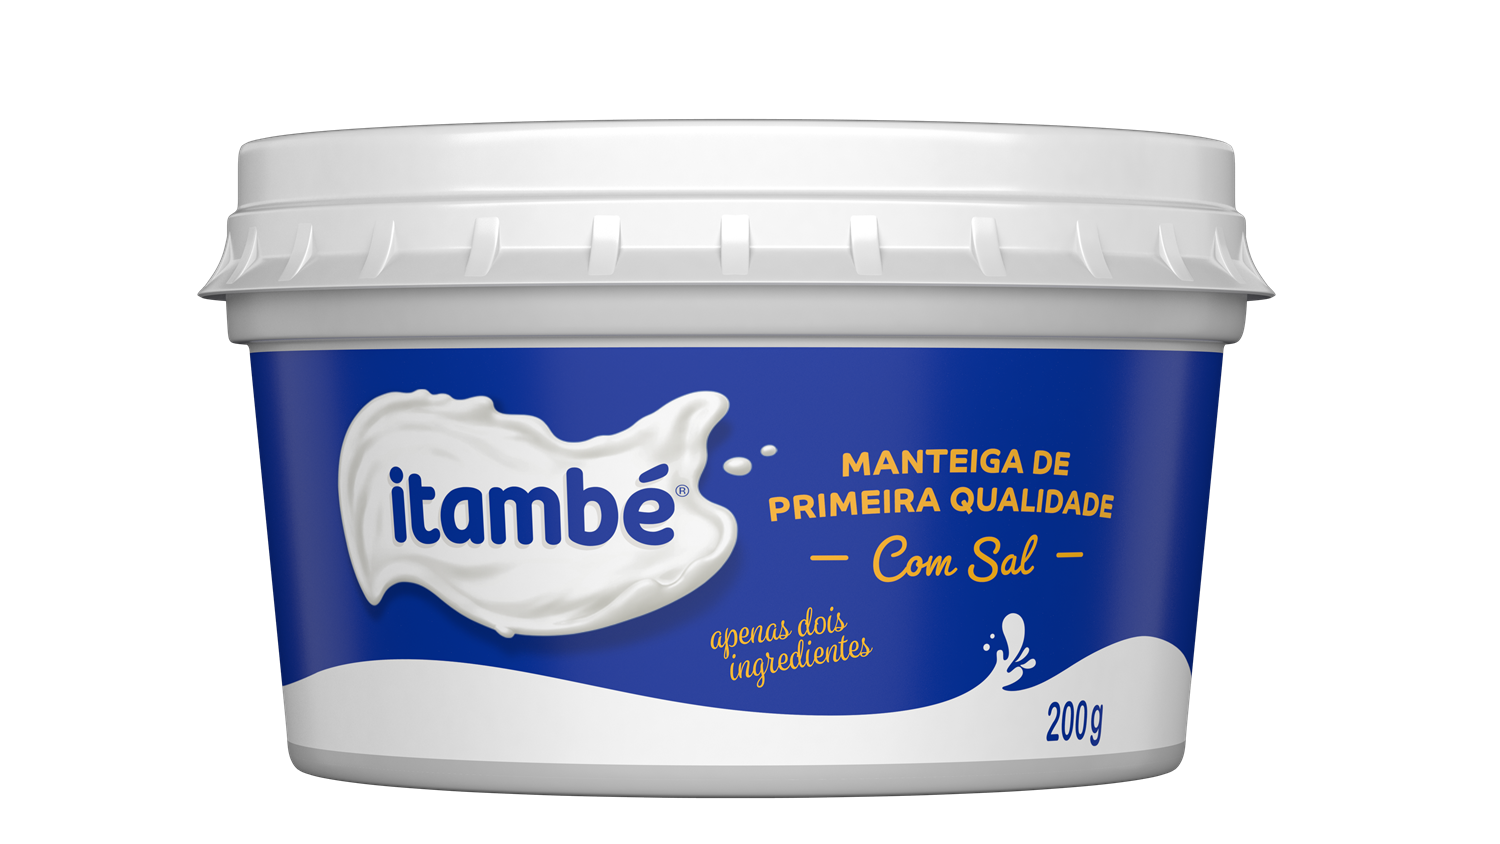 itambé®
MANTEIGA DE
PRIMEIRA QUALIDADE
Com Sal
apenas dois
ingredientes
200g